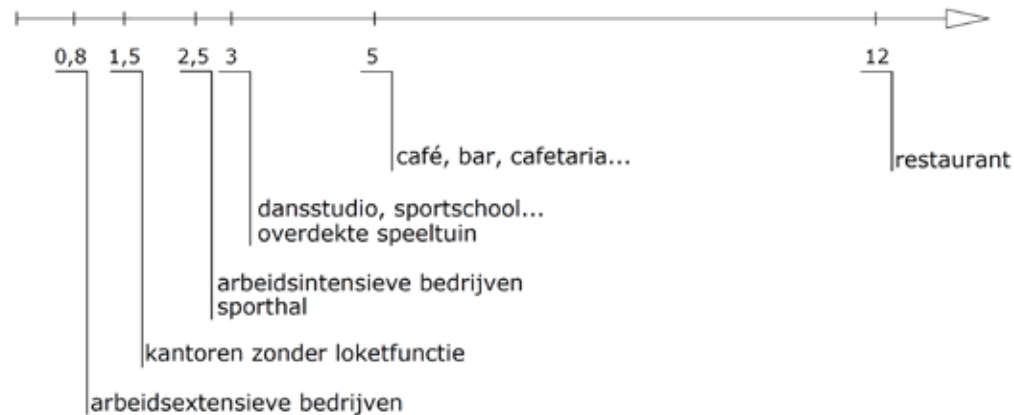 0,8 1,5 2,5 3 5 12
café, bar, cafetaria...
restaurant
dansstudio, sportschool...
overdekte speeltuin
arbeidsintensieve bedrijven
sporthal
kantoren zonder loketfunctie
arbeidsextensieve bedrijven